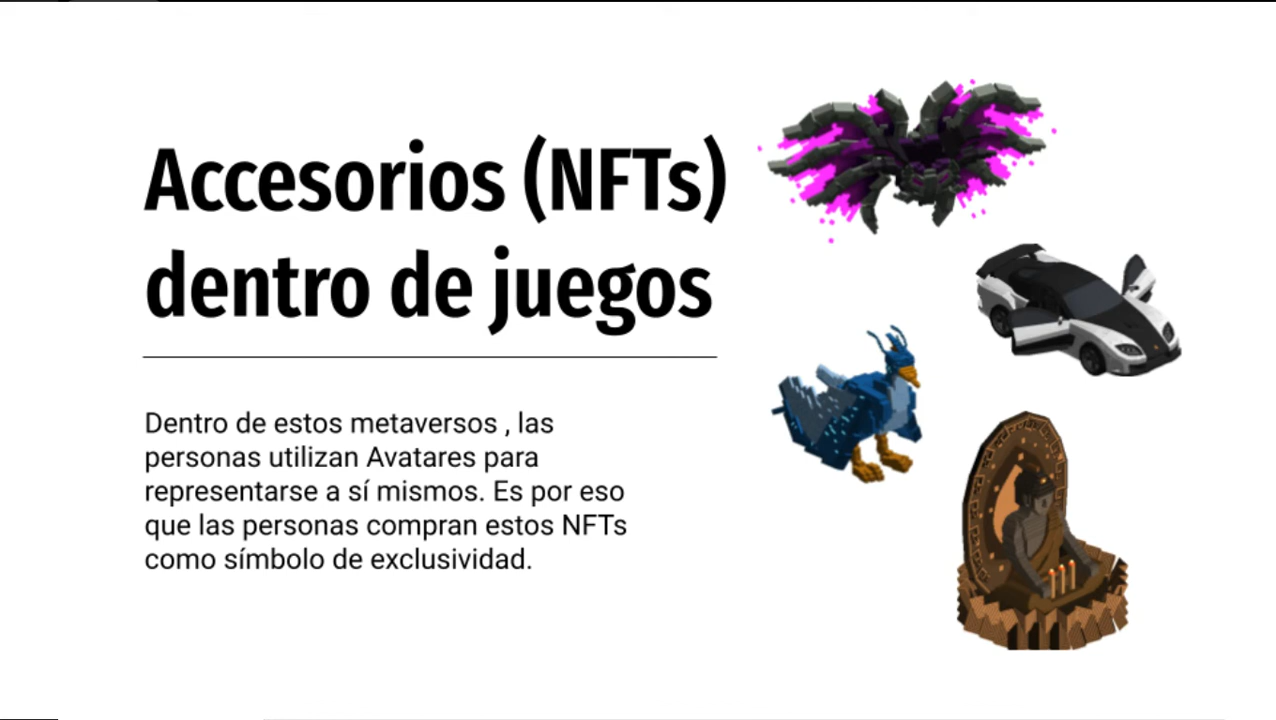 Accesorios (NFTs)
dentro de juegos
Dentro de estos metaversos , las
personas utilizan Avatares para
representarse a sí mismos. Es por eso
que las personas compran estos NFTs
como símbolo de exclusividad.